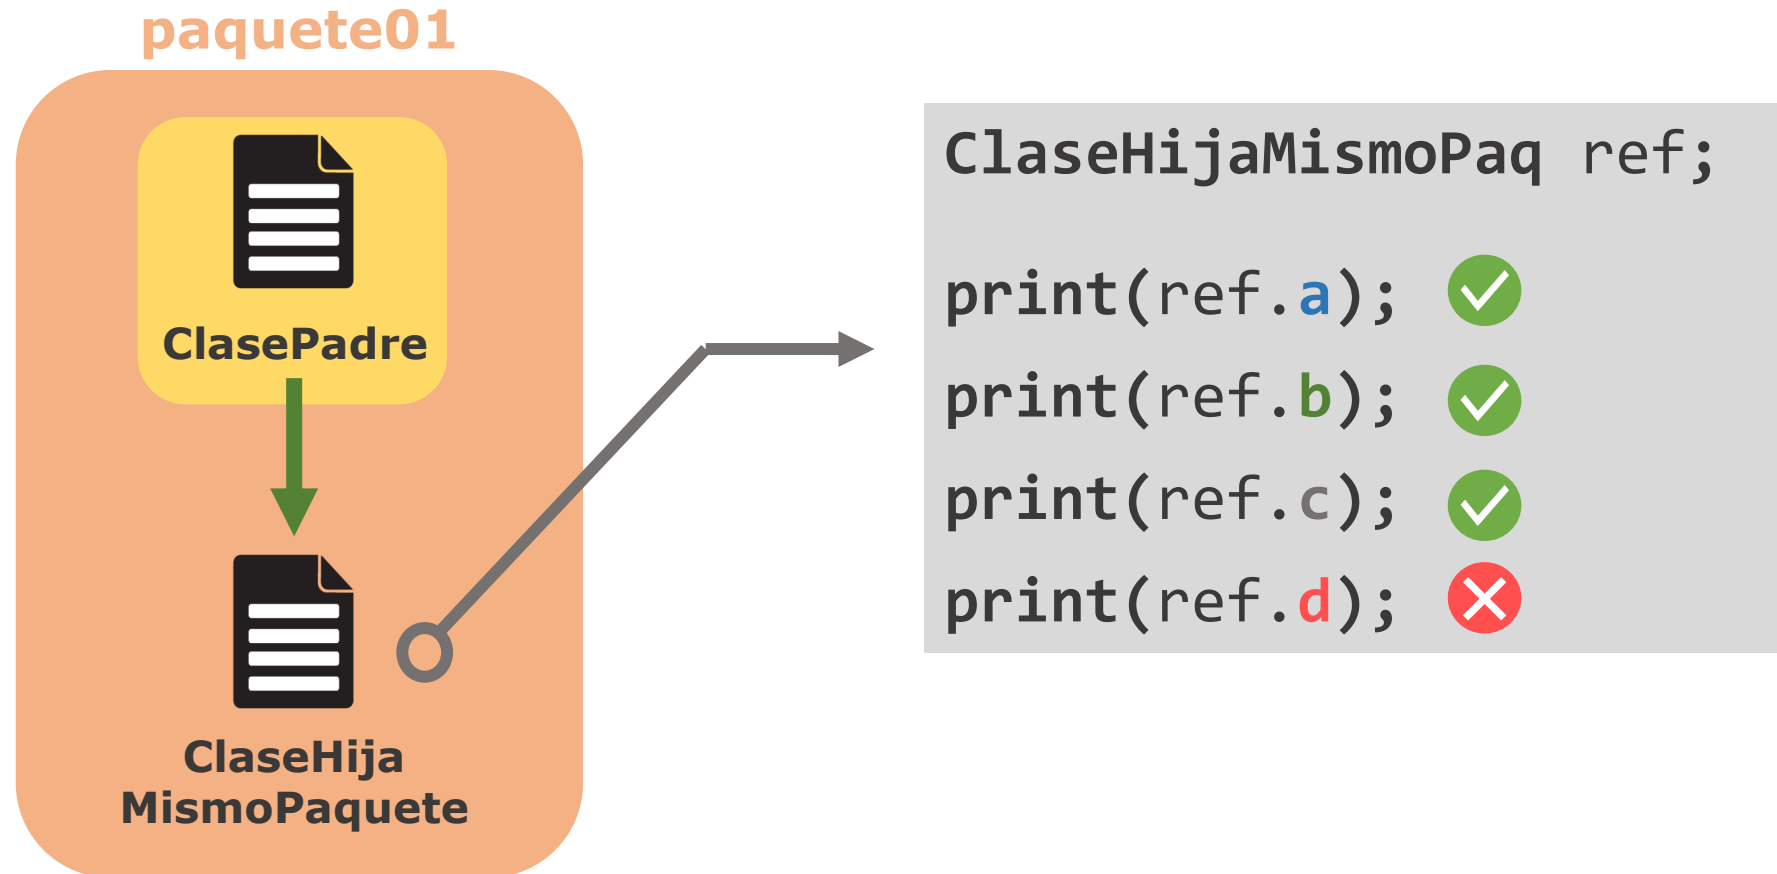 paquete01
ClasePadre
ClaseHija
MismoPaquete
ClaseHijaMismoPaq ref;
print(ref.a);
print(ref.b);
print(ref.c);
print(ref.d);